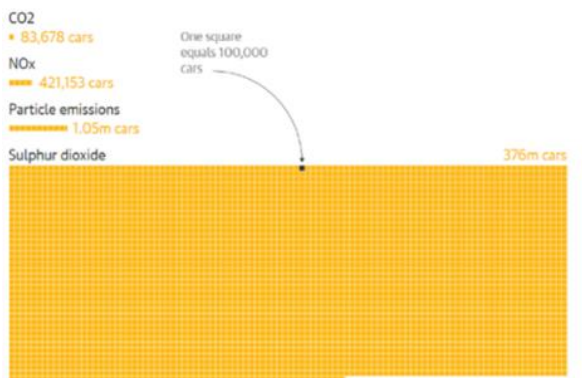 CO2
83,678 cars
One square
equals 100,000
cars
NOx
421,153 cars
Particle emissions
1.05m cars
Sulphur dioxide
376m cars